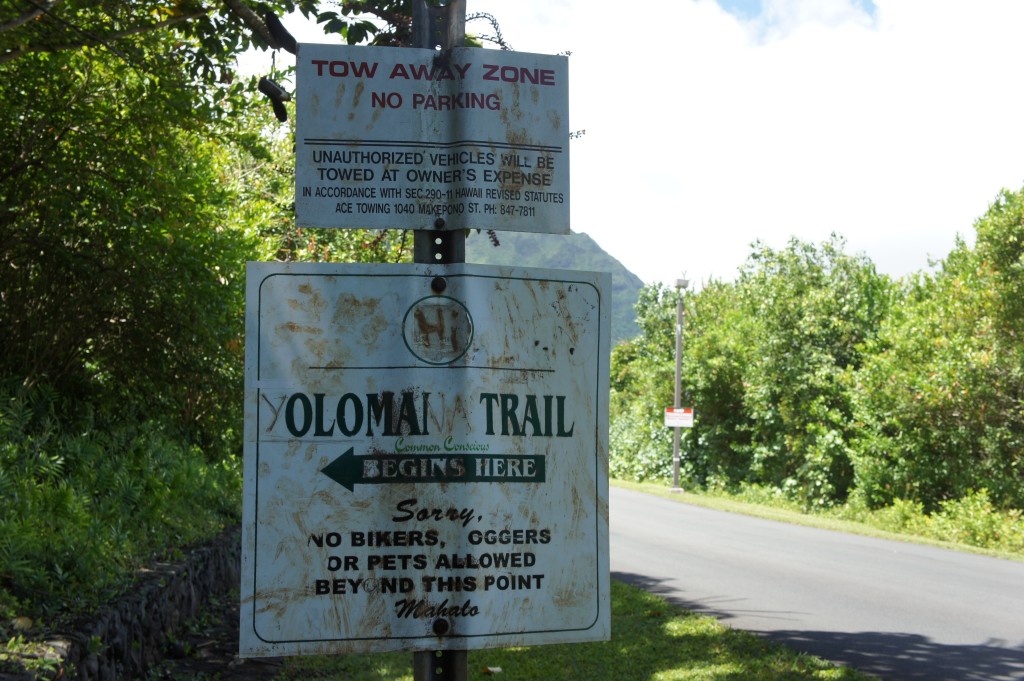 TOW AWAY ZONE
NO PARKING
UNAUTHORIZED VEHICLES WILL BE
TOWED AT OWNER'S EXPENSE
IN ACCORDANCE WITH SEC.290-11 HAWAII REVISED STATUTES
ACE TOWING 1040 MAKEPONO ST. PH: 847-7811
Hi
YOLOMANA TRAIL
Common Conscious
BEGINS HERE
Sorry,
NO BIKERS, OGGERS
OR PETS ALLOWED
BEYOND THIS POINT
Mahalo